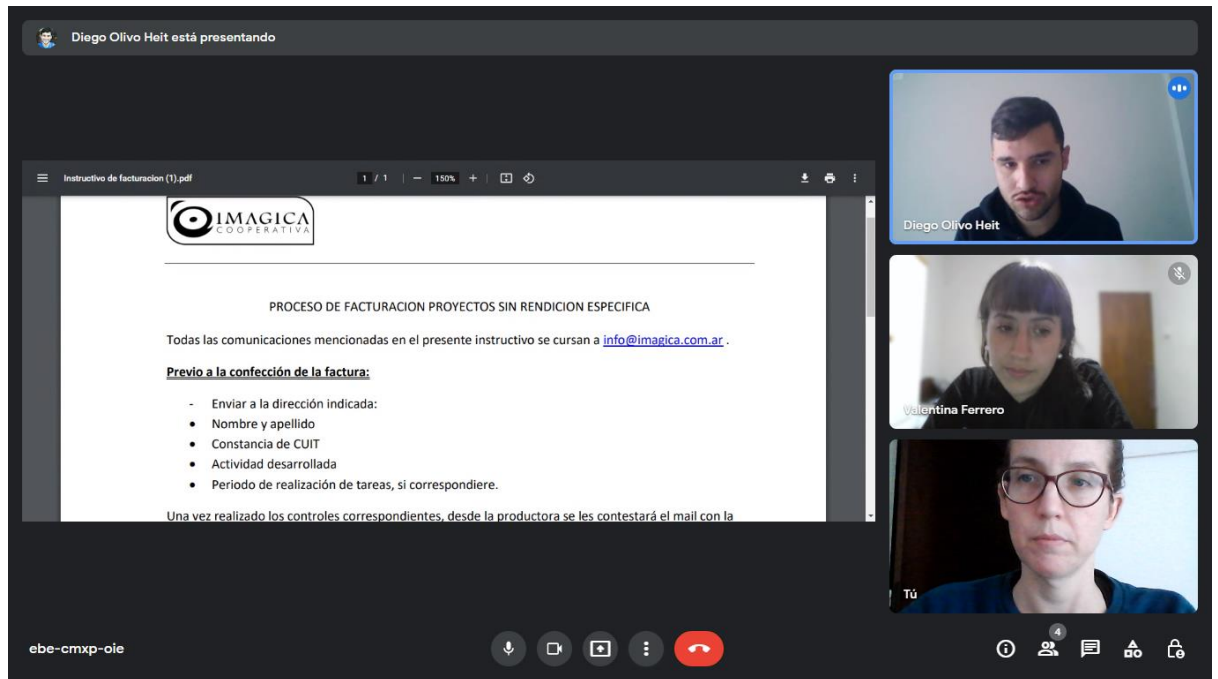 Diego Olivo Heit está presentando
Instructivo de facturacion (1).pdf
1 / 1
150%
IMAGICA
COOPERATIVA
PROCESO DE FACTURACION PROYECTOS SIN RENDICION ESPECIFICA
Todas las comunicaciones mencionadas en el presente instructivo se cursan a info@imagica.com.ar .
Previo a la confección de la factura:
- Enviar a la dirección indicada:
• Nombre y apellido
• Constancia de CUIT
• Actividad desarrollada
• Periodo de realización de tareas, si correspondiere.
Una vez realizado los controles correspondientes, desde la productora se les contestará el mail con la
Diego Olivo Heit
Valentina Ferrero
Tú
ebe-cmxp-oie
4